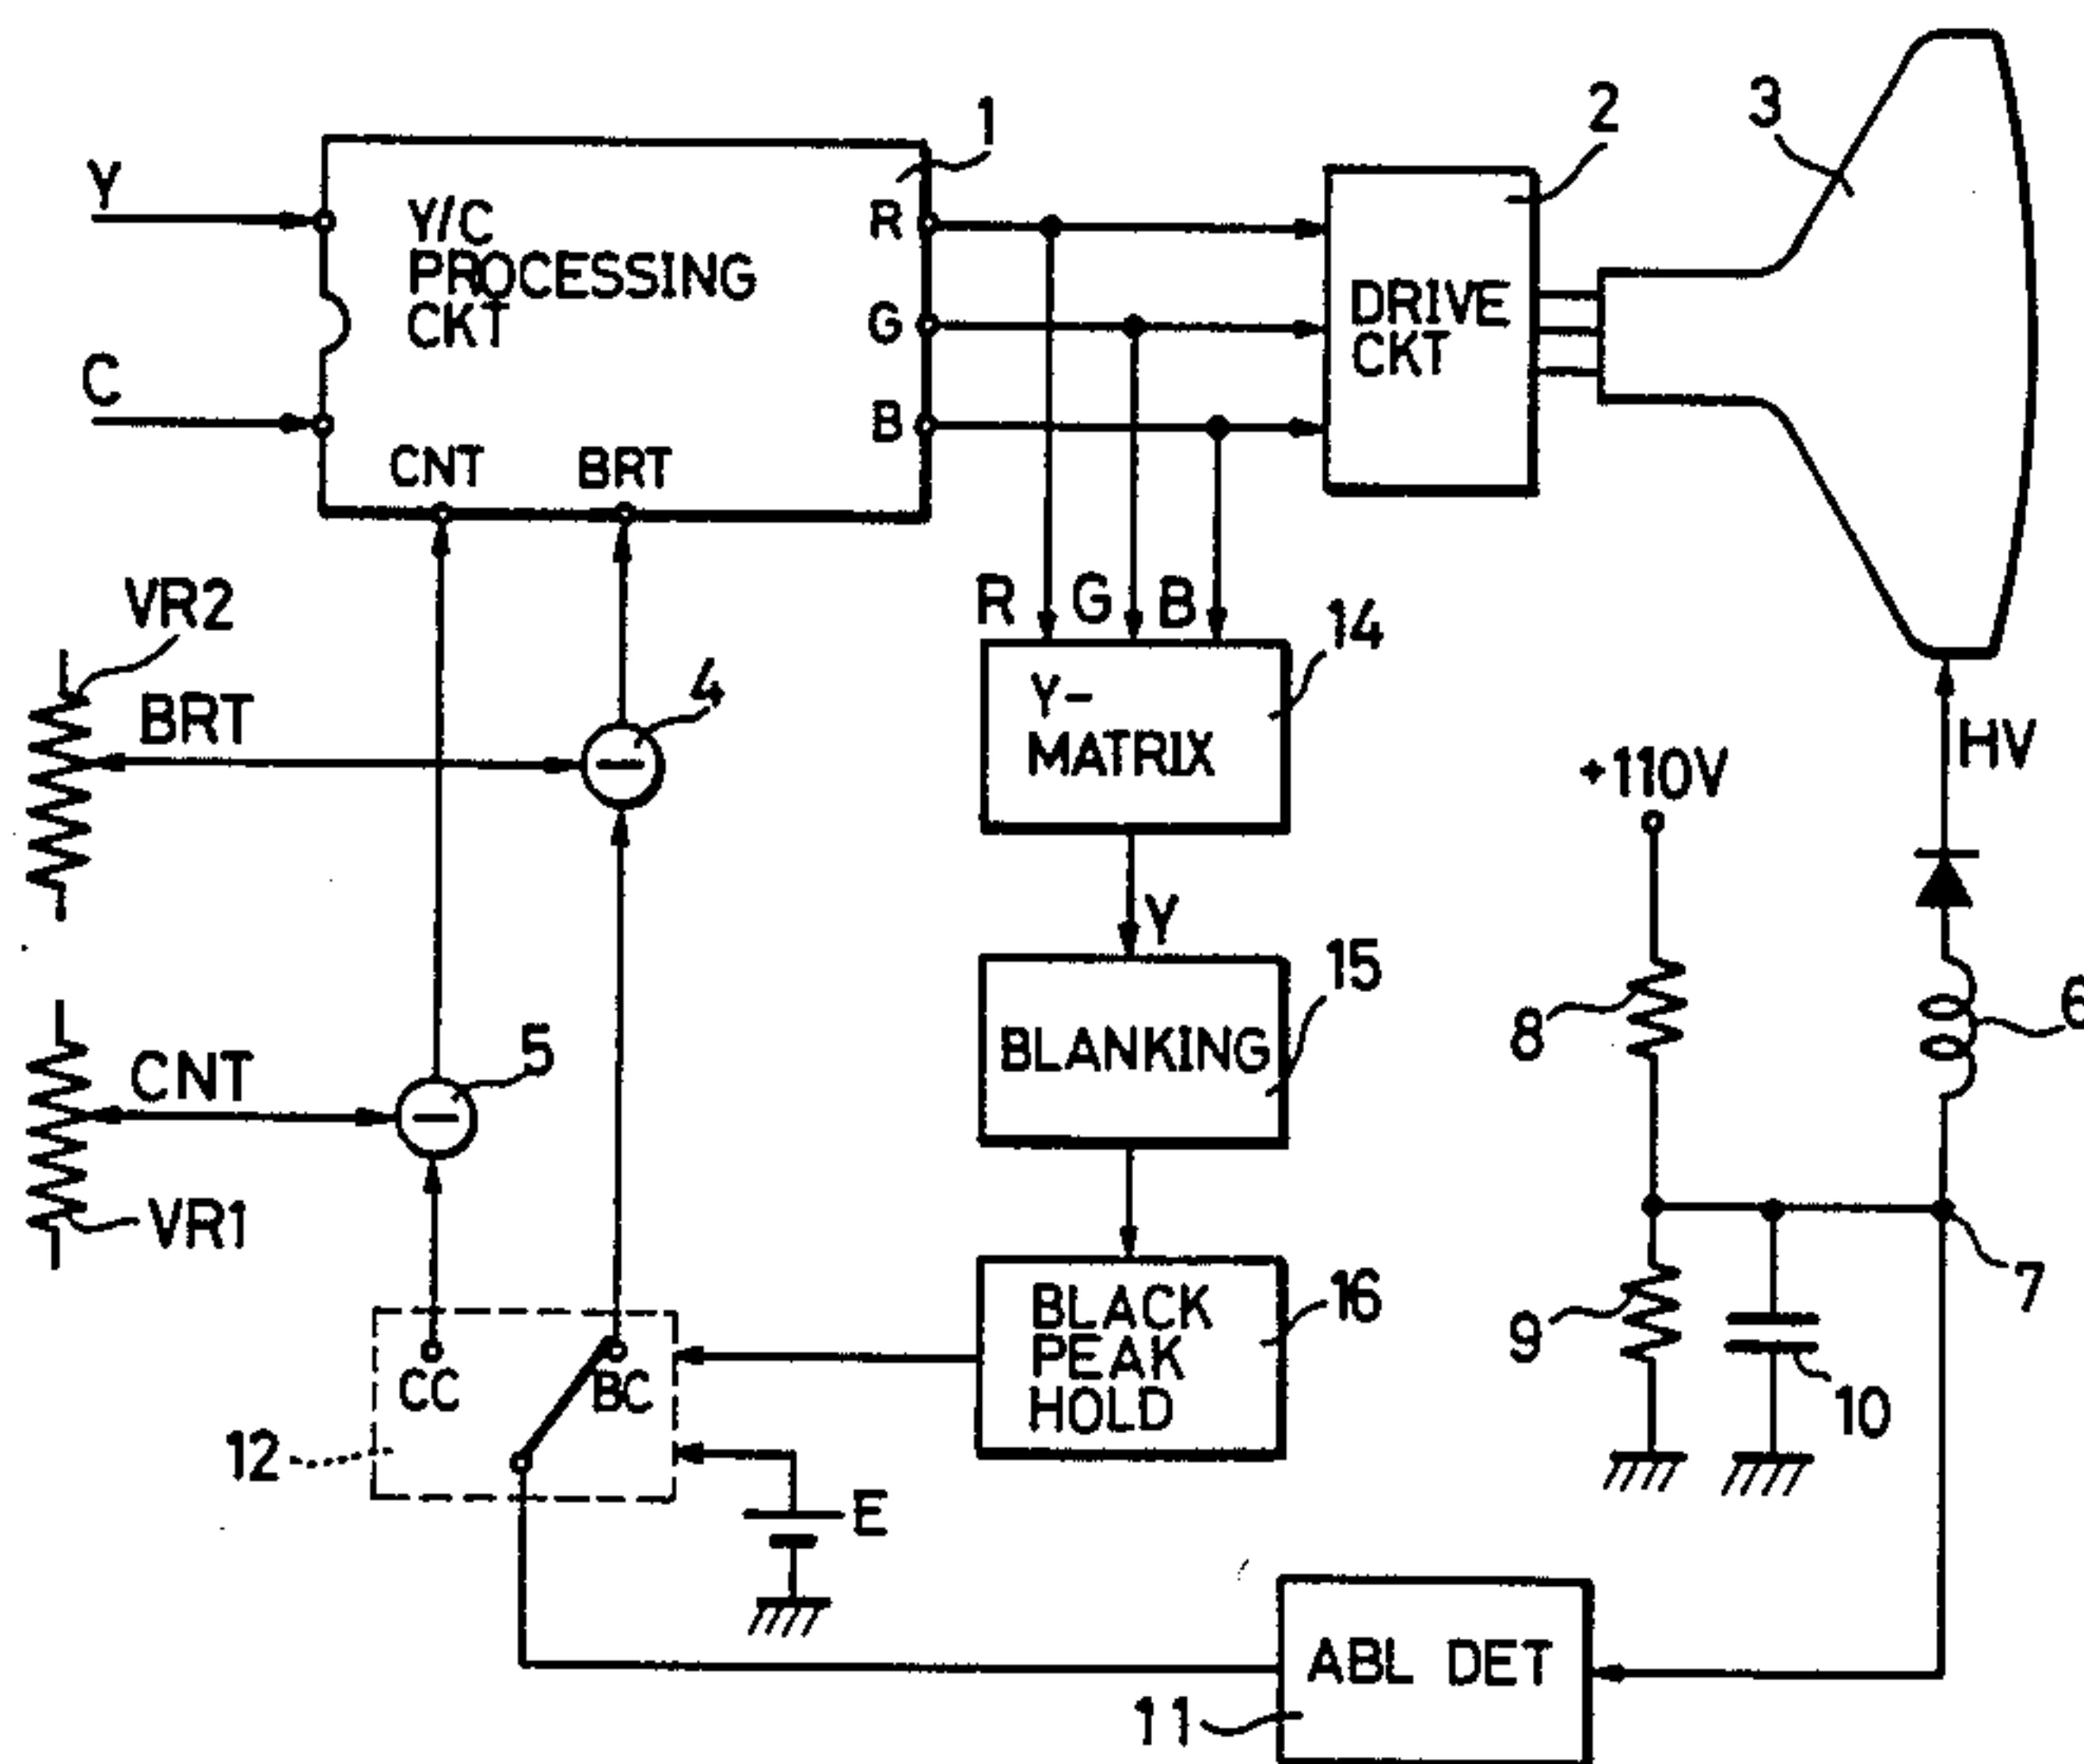 1
2
3
Y
Y/C
PROCESSING
CKT
R
G
B
C
CNT
BRT
DRIVE
CKT
VR2
BRT
4
R
G
B
14
Y-
MATRIX
+110V
HV
Y
15
BLANKING
8
6
CNT
5
VR1
7
BLACK
PEAK
HOLD
16
9
10
CC
BC
12
E
ABL DET
11